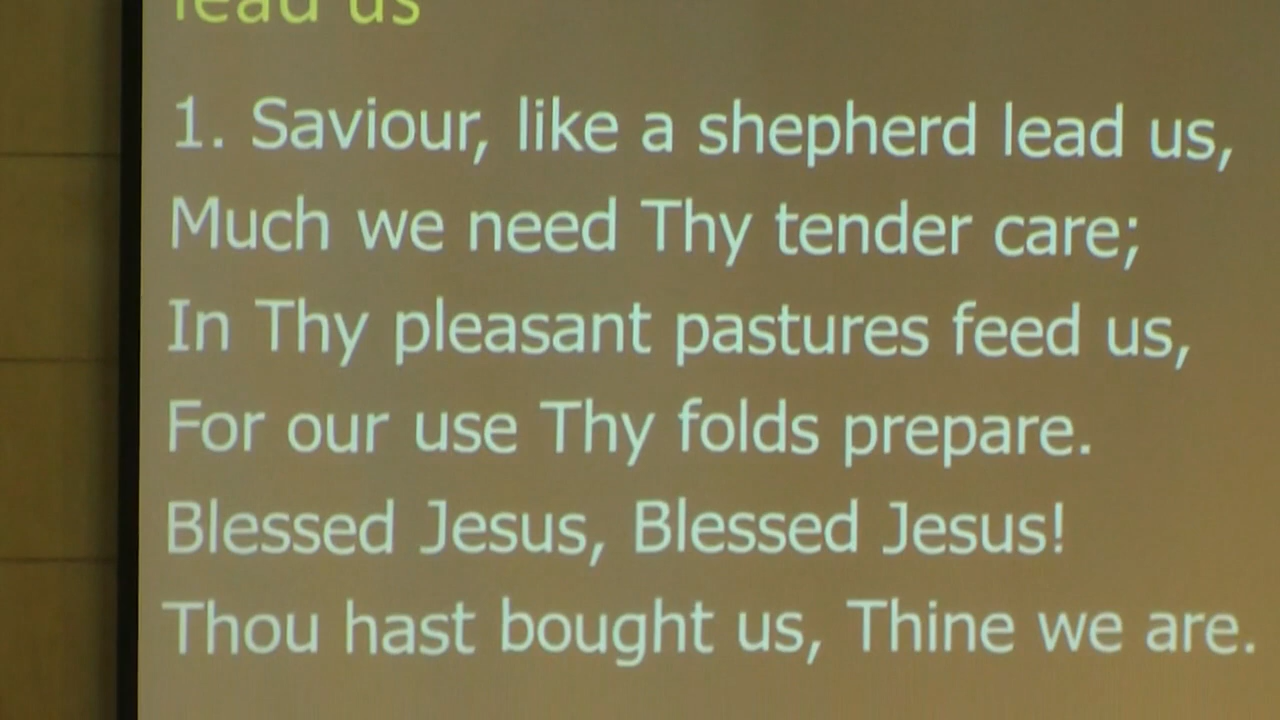 lead us
1. Saviour, like a shepherd lead us,
Much we need Thy tender care;
In Thy pleasant pastures feed us,
For our use Thy folds prepare.
Blessed Jesus, Blessed Jesus!
Thou hast bought us, Thine we are.